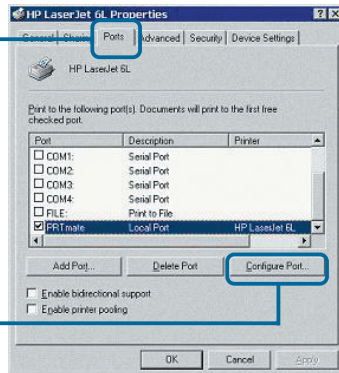 HP LaserJet 6L Properties
General Sharing Ports Advanced Security Device Settings
HP LaserJet 6L
Print to the following port(s). Documents will print to the first free
checked port.
Port Description Printer
COM1: Serial Port
COM2: Serial Port
COM3: Serial Port
COM4: Serial Port
FILE: Print to File
PRTmate Local Port HP LaserJet 6L
Add Port... Delete Port Configure Port...
Enable bidirectional support
Enable printer pooling
OK Cancel Apply